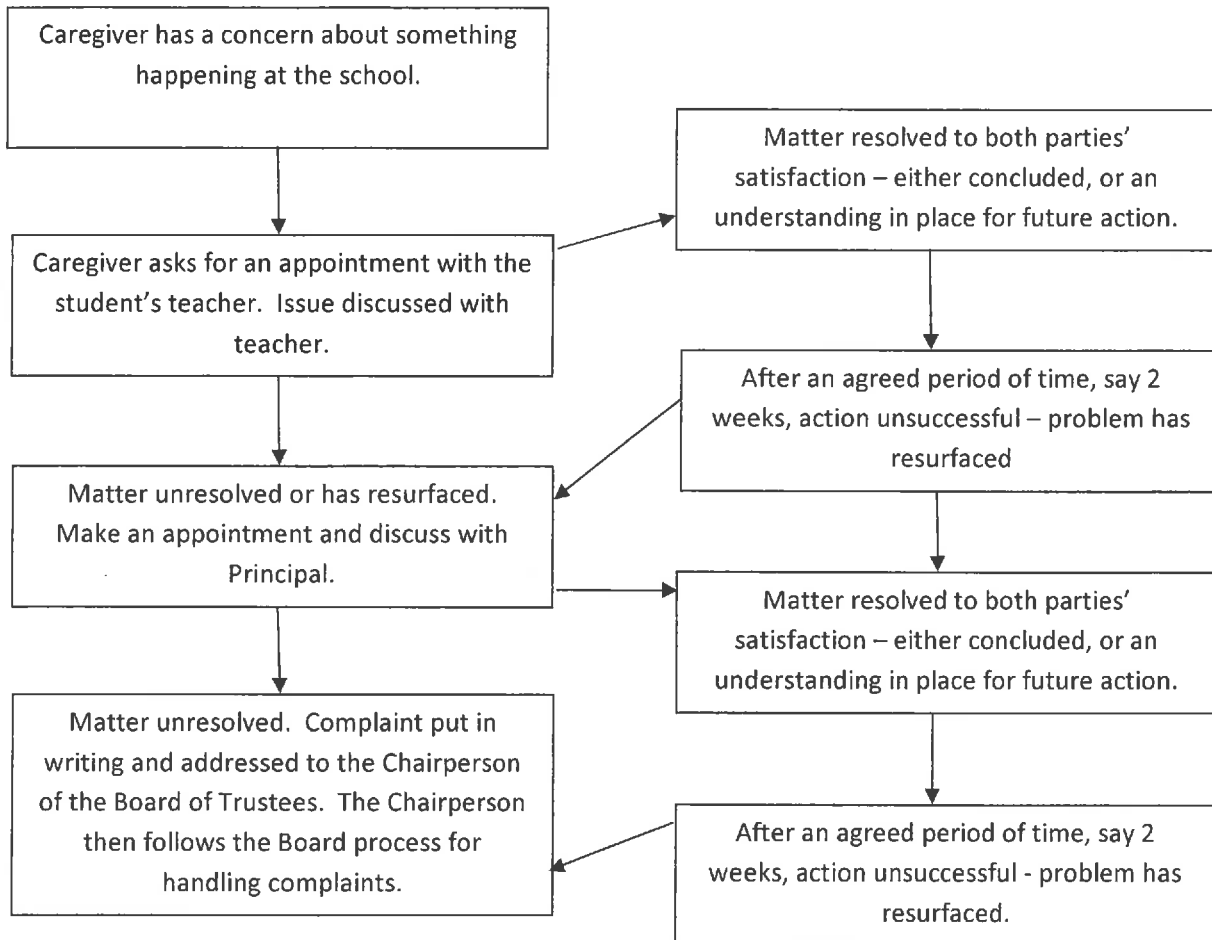 Caregiver has a concern about something
happening at the school.
Matter resolved to both parties’
satisfaction – either concluded, or an
understanding in place for future action.
Caregiver asks for an appointment with the
student’s teacher.  Issue discussed with
teacher.
After an agreed period of time, say 2
weeks, action unsuccessful – problem has
resurfaced
Matter unresolved or has resurfaced.
Make an appointment and discuss with
Principal.
Matter resolved to both parties’
satisfaction – either concluded, or an
understanding in place for future action.
Matter unresolved.  Complaint put in
writing and addressed to the Chairperson
of the Board of Trustees.  The Chairperson
then follows the Board process for
handling complaints.
After an agreed period of time, say 2
weeks, action unsuccessful - problem has
resurfaced.